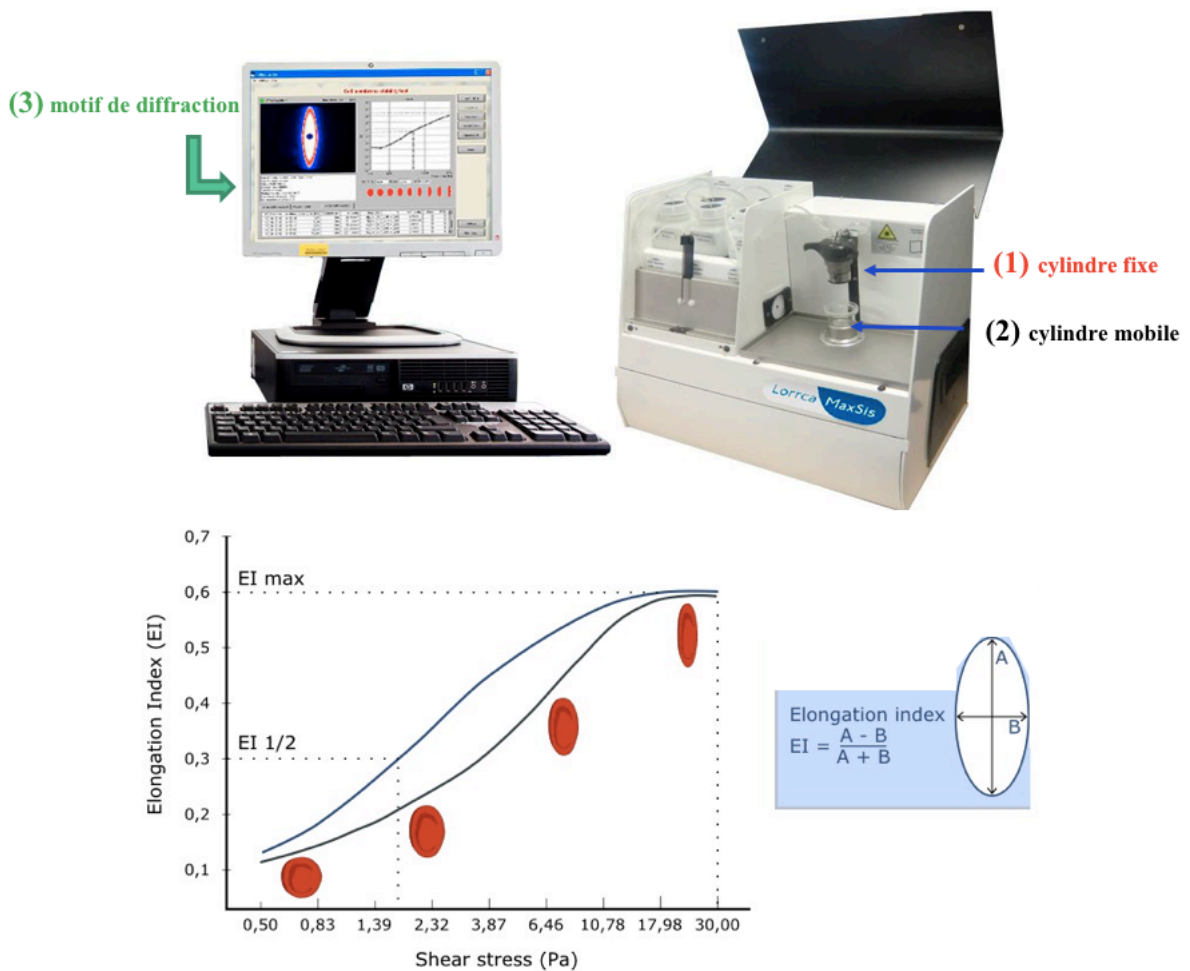 (3) motif de diffraction
(1) cylindre fixe
(2) cylindre mobile
Lorrca MaxSis
Elongation Index (EI)
0,7
0,6
0,5
0,4
0,3
0,2
0,1
EI max
EI 1/2
0,50 0,83 1,39 2,32 3,87 6,46 10,78 17,98 30,00
Shear stress (Pa)
A
B
Elongation index
EI = A - B
A + B